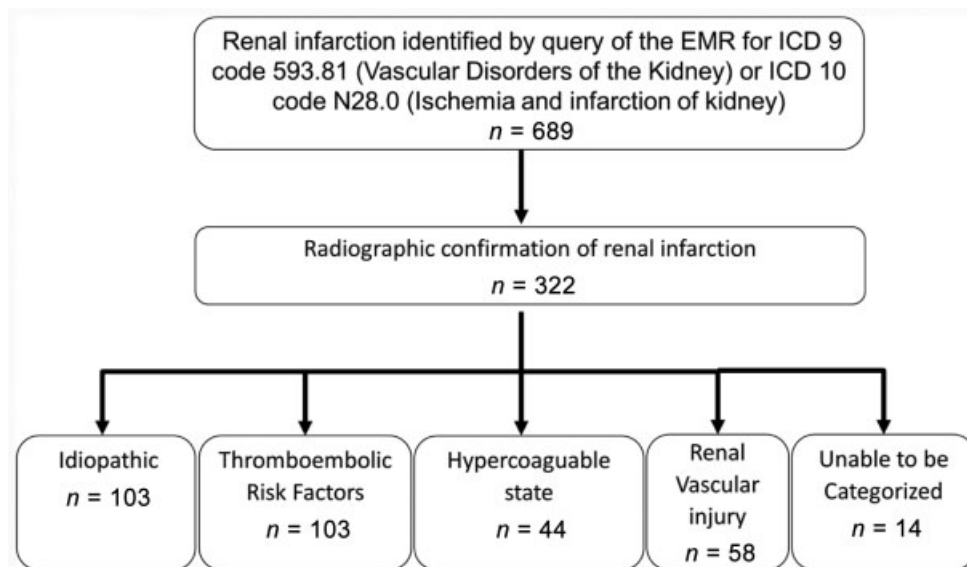 Renal infarction identified by query of the EMR for ICD 9
code 593.81 (Vascular Disorders of the Kidney) or ICD 10
code N28.0 (Ischemia and infarction of kidney)
n = 689
Radiographic confirmation of renal infarction
n = 322
Idiopathic
n = 103
Thromboembolic
Risk Factors
n = 103
Hypercoaguable
state
n = 44
Renal
Vascular
injury
n = 58
Unable to be
Categorized
n = 14